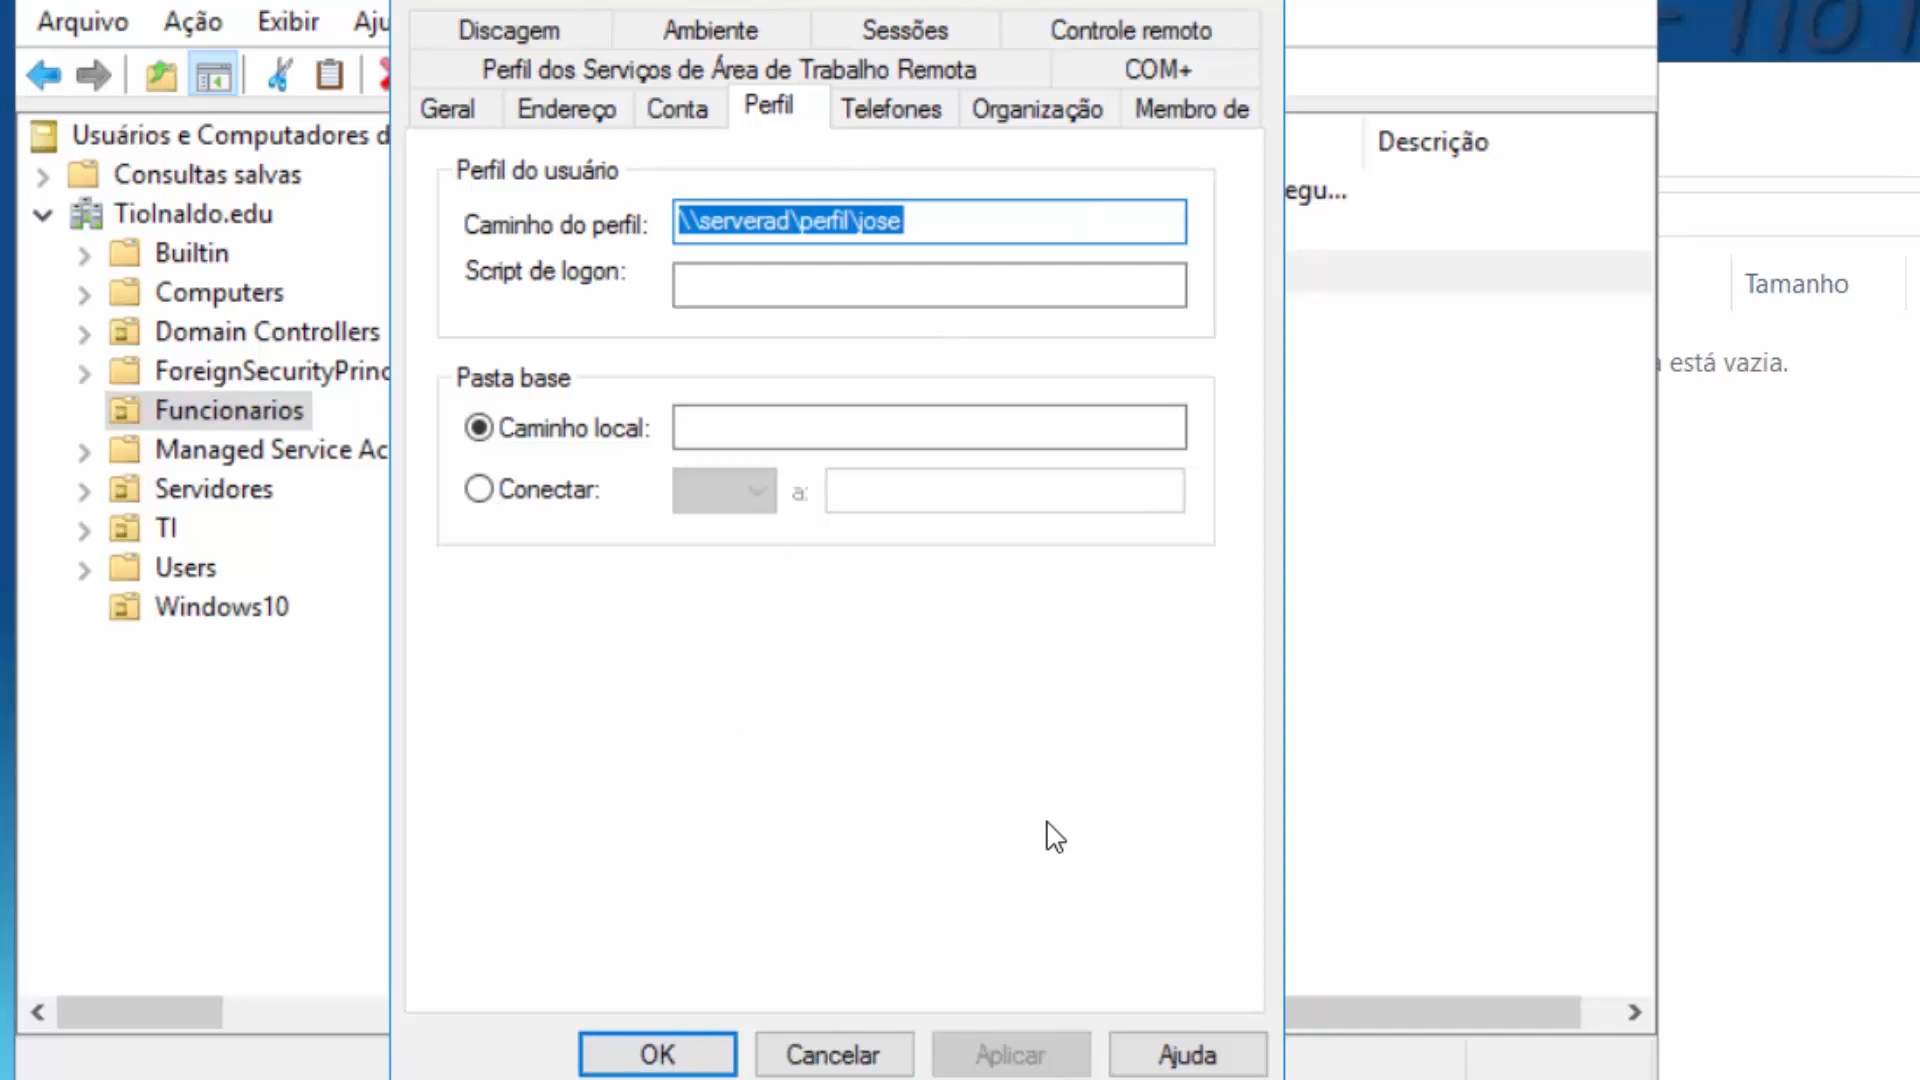 Arquivo Ação Exibir Aju
Usuários e Computadores d
Consultas salvas
TioInaldo.edu
Builtin
Computers
Domain Controllers
ForeignSecurityPrinc
Funcionarios
Managed Service Ac
Servidores
TI
Users
Windows10
Discagem Ambiente Sessões Controle remoto
Perfil dos Serviços de Área de Trabalho Remota COM+
Geral Endereço Conta Perfil Telefones Organização Membro de
Perfil do usuário
Caminho do perfil: \\serverad\perfil\jose
Script de logon:
Pasta base
Caminho local:
Conectar: a:
OK Cancelar Aplicar Ajuda
Descrição
egu...
Tamanho
está vazia.